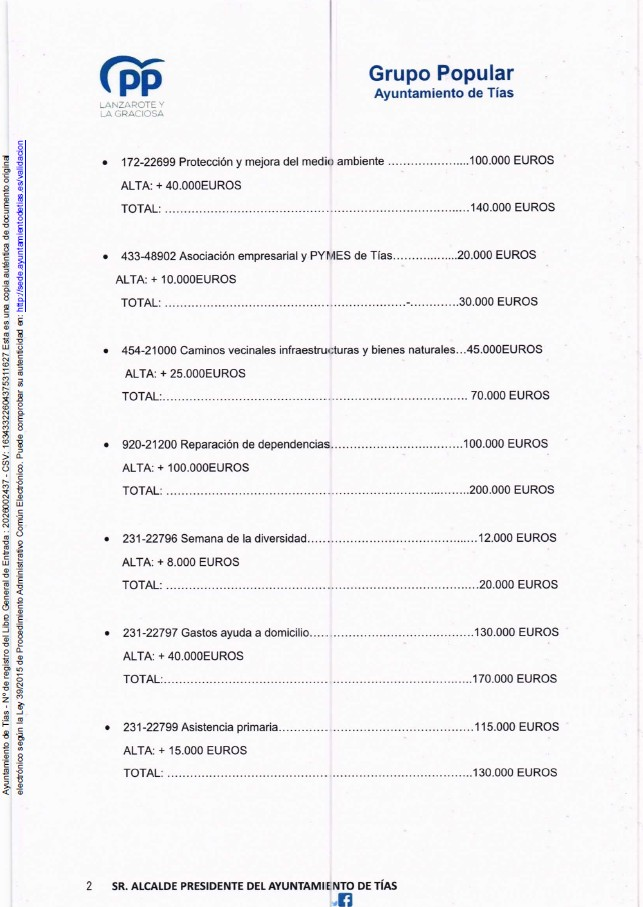 PP
LANZAROTE Y
LA GRACIOSA
Grupo Popular
Ayuntamiento de Tías
• 172-22699 Protección y mejora del medio ambiente .....................100.000 EUROS
ALTA: + 40.000EUROS
TOTAL: ................................................................................140.000 EUROS
• 433-48902 Asociación empresarial y PYMES de Tías.................20.000 EUROS
ALTA: + 10.000EUROS
TOTAL: ...............................................................-.............30.000 EUROS
• 454-21000 Caminos vecinales infraestructuras y bienes naturales...45.000EUROS
ALTA: + 25.000EUROS
TOTAL:................................................................................ 70.000 EUROS
• 920-21200 Reparación de dependencias..................................100.000 EUROS
ALTA: + 100.000EUROS
TOTAL: ................................................................................200.000 EUROS
• 231-22796 Semana de la diversidad............................................12.000 EUROS
ALTA: + 8.000 EUROS
TOTAL: ..................................................................................20.000 EUROS
• 231-22797 Gastos ayuda a domicilio...........................................130.000 EUROS
ALTA: + 40.000EUROS
TOTAL:.................................................................................170.000 EUROS
• 231-22799 Asistencia primaria...................................................115.000 EUROS
ALTA: + 15.000 EUROS
TOTAL: ................................................................................130.000 EUROS
2 SR. ALCALDE PRESIDENTE DEL AYUNTAMIENTO DE TÍAS
Ayuntamiento de Tías - Nº de registro del Libro General de Entrada : 2026002437 - CSV: 16343322604375311627 Esta es una copia auténtica de documento original
electrónico según la Ley 39/2015 de Procedimiento Administrativo Común Electrónico. Puede comprobar su autenticidad en: http://sede.ayuntamientodetias.es/validacion